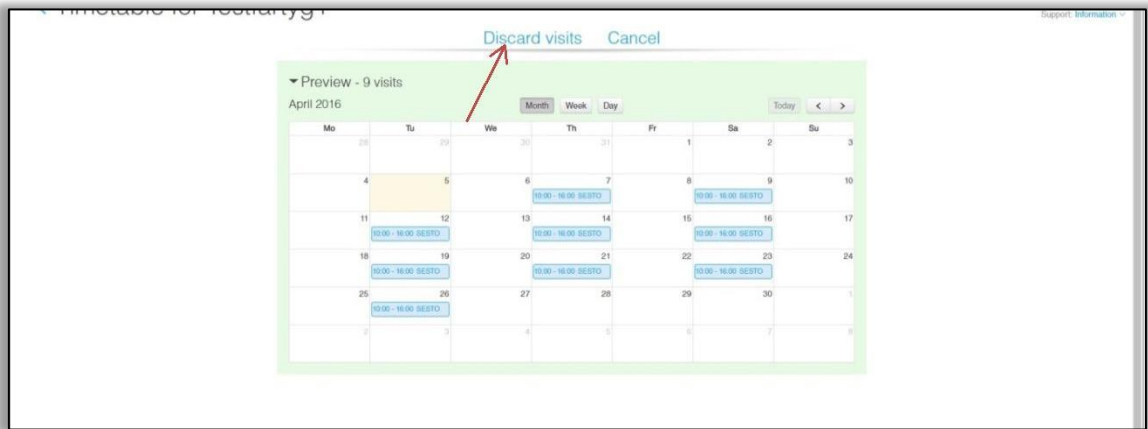 Timetable for
Support: Information
Discard visits Cancel
Preview - 9 visits
April 2016
Month Week Day
Today
Mo Tu We Th Fr Sa Su
28 29 30 31 1 2 3
4 5 6 7 8 9 10
10:00 - 16:00 SESTO 10:00 - 16:00 SESTO
11 12 13 14 15 16 17
10:00 - 16:00 SESTO 10:00 - 16:00 SESTO 10:00 - 16:00 SESTO
18 19 20 21 22 23 24
10:00 - 16:00 SESTO 10:00 - 16:00 SESTO 10:00 - 16:00 SESTO
25 26 27 28 29 30 1
10:00 - 16:00 SESTO
2 3 4 5 6 7 8